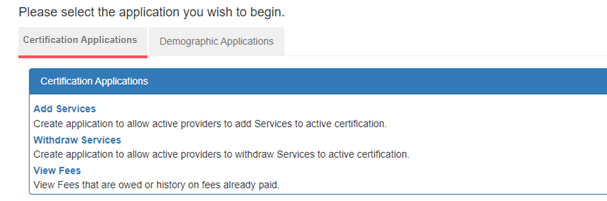 Please select the application you wish to begin.
Certification Applications
Demographic Applications
Certification Applications
Add Services
Create application to allow active providers to add Services to active certification.
Withdraw Services
Create application to allow active providers to withdraw Services to active certification.
View Fees
View Fees that are owed or history on fees already paid.